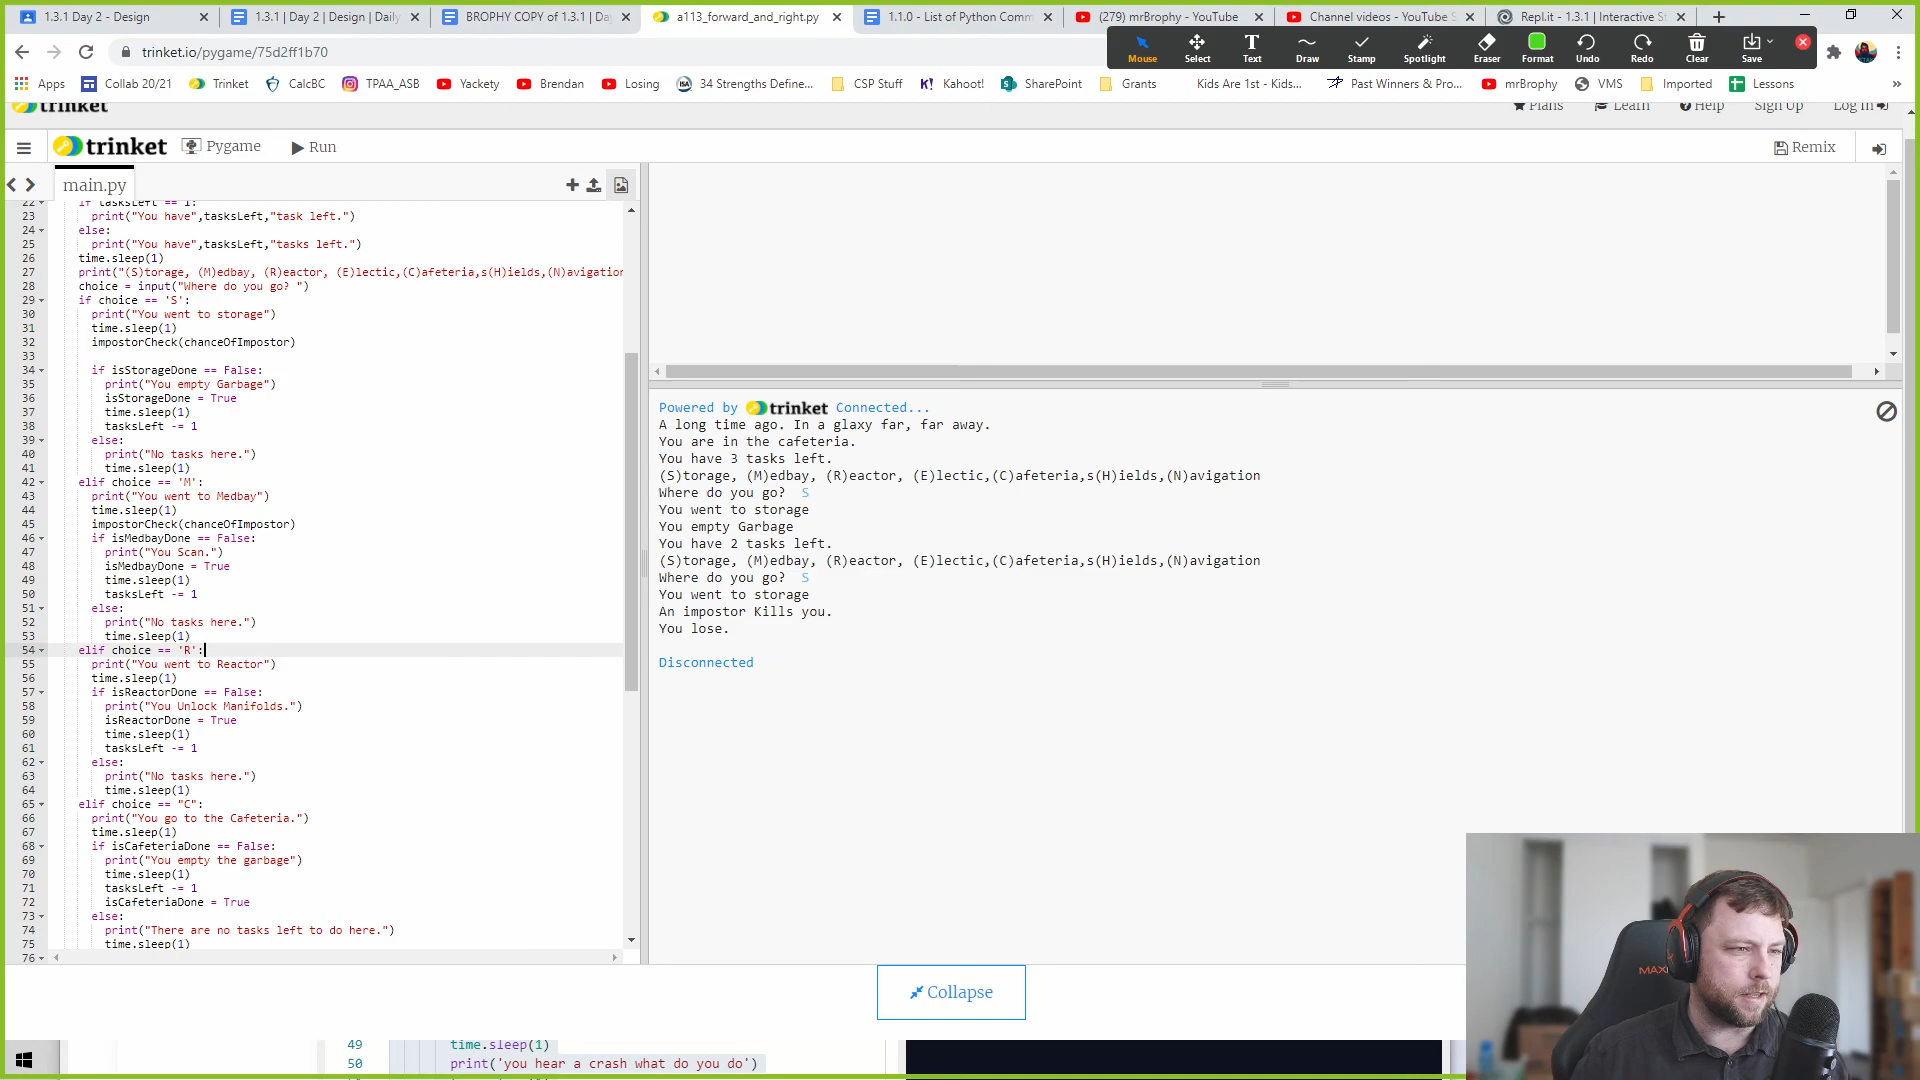 1.3.1 Day 2 - Design
1.3.1 | Day 2 | Design | Daily
BROPHY COPY of 1.3.1 | Da
a113_forward_and_right.py
1.1.0 - List of Python Comm
(279) mrBrophy - YouTube
Channel videos - YouTube S
Repl.it - 1.3.1 | Interactive St
trinket.io/pygame/75d2ff1b70
Mouse
Select
Text
Draw
Stamp
Spotlight
Eraser
Format
Undo
Redo
Clear
Save
Apps
Collab 20/21
Trinket
CalcBC
TPAA_ASB
Yackety
Brendan
Losing
34 Strengths Define...
CSP Stuff
Kahoot!
SharePoint
Grants
Kids Are 1st - Kids...
Past Winners & Pro...
mrBrophy
VMS
Imported
Lessons
trinket
Plans
Learn
Help
Sign Up
Log In
trinket
Pygame
Run
Remix
main.py
22 if tasksLeft == 1:
23 print("You have",tasksLeft,"task left.")
24 else:
25 print("You have",tasksLeft,"tasks left.")
26 time.sleep(1)
27 print("(S)torage, (M)edbay, (R)eactor, (E)lectic,(C)afeteria,s(H)ields,(N)avigation
28 choice = input("Where do you go? ")
29 if choice == 'S':
30 print("You went to storage")
31 time.sleep(1)
32 impostorCheck(chanceOfImpostor)
33
34 if isStorageDone == False:
35 print("You empty Garbage")
36 isStorageDone = True
37 time.sleep(1)
38 tasksLeft -= 1
39 else:
40 print("No tasks here.")
41 time.sleep(1)
42 elif choice == 'M':
43 print("You went to Medbay")
44 time.sleep(1)
45 impostorCheck(chanceOfImpostor)
46 if isMedbayDone == False:
47 print("You Scan.")
48 isMedbayDone = True
49 time.sleep(1)
50 tasksLeft -= 1
51 else:
52 print("No tasks here.")
53 time.sleep(1)
54 elif choice == 'R':
55 print("You went to Reactor")
56 time.sleep(1)
57 if isReactorDone == False:
58 print("You Unlock Manifolds.")
59 isReactorDone = True
60 time.sleep(1)
61 tasksLeft -= 1
62 else:
63 print("No tasks here.")
64 time.sleep(1)
65 elif choice == "C":
66 print("You go to the Cafeteria.")
67 time.sleep(1)
68 if isCafeteriaDone == False:
69 print("You empty the garbage")
70 time.sleep(1)
71 tasksLeft -= 1
72 isCafeteriaDone = True
73 else:
74 print("There are no tasks left to do here.")
75 time.sleep(1)
76
Powered by trinket Connected...
A long time ago. In a glaxy far, far away.
You are in the cafeteria.
You have 3 tasks left.
(S)torage, (M)edbay, (R)eactor, (E)lectic,(C)afeteria,s(H)ields,(N)avigation
Where do you go? S
You went to storage
You empty Garbage
You have 2 tasks left.
(S)torage, (M)edbay, (R)eactor, (E)lectic,(C)afeteria,s(H)ields,(N)avigation
Where do you go? S
You went to storage
An impostor Kills you.
You lose.
Disconnected
Collapse
49 time.sleep(1)
50 print('you hear a crash what do you do')